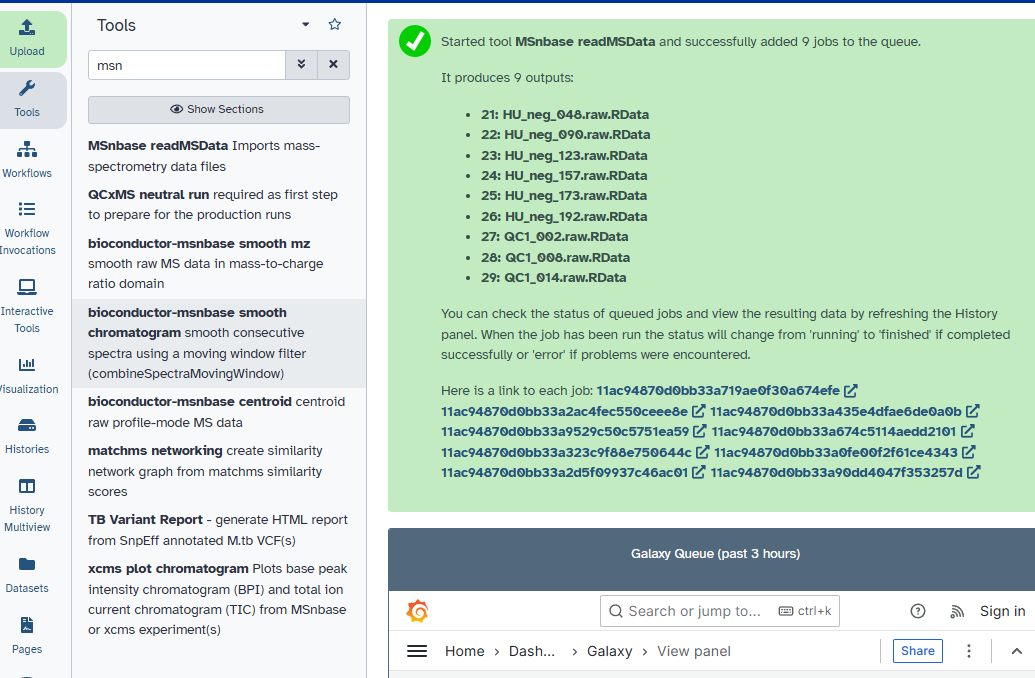 Upload
Tools
Workflows
Workflow
Invocations
Interactive
Tools
Visualization
Histories
History
Multiview
Datasets
Pages
Tools
msn
Show Sections
MSnbase readMSData Imports mass-
spectrometry data files
QCxMS neutral run required as first step
to prepare for the production runs
bioconductor-msnbase smooth mz
smooth raw MS data in mass-to-charge
ratio domain
bioconductor-msnbase smooth
chromatogram smooth consecutive
spectra using a moving window filter
(combineSpectraMovingWindow)
bioconductor-msnbase centroid centroid
raw profile-mode MS data
matchms networking create similarity
network graph from matchms similarity
scores
TB Variant Report - generate HTML report
from SnpEff annotated M.tb VCF(s)
xcms plot chromatogram Plots base peak
intensity chromatogram (BPI) and total ion
current chromatogram (TIC) from MSnbase
or xcms experiment(s)
Started tool MSnbase readMSData and successfully added 9 jobs to the queue.
It produces 9 outputs:
• 21: HU_neg_048.raw.RData
• 22: HU_neg_090.raw.RData
• 23: HU_neg_123.raw.RData
• 24: HU_neg_157.raw.RData
• 25: HU_neg_173.raw.RData
• 26: HU_neg_192.raw.RData
• 27: QC1_002.raw.RData
• 28: QC1_008.raw.RData
• 29: QC1_014.raw.RData
You can check the status of queued jobs and view the resulting data by refreshing the History
panel. When the job has been run the status will change from 'running' to 'finished' if completed
successfully or 'error' if problems were encountered.
Here is a link to each job: 11ac94870d0bb33a719ae0f30a674efe
11ac94870d0bb33a2ac4fec550ceee8e 11ac94870d0bb33a435e4dfae6de0a0b
11ac94870d0bb33a9529c50c5751ea59 11ac94870d0bb33a674c5114aedd2101
11ac94870d0bb33a323c9f88e750644c 11ac94870d0bb33a0fe00f2f61ce4343
11ac94870d0bb33a2d5f09937c46ac01 11ac94870d0bb33a90dd4047f353257d
Galaxy Queue (past 3 hours)
Search or jump to... ctrl+k
Sign in
Home › Dash... › Galaxy › View panel
Share